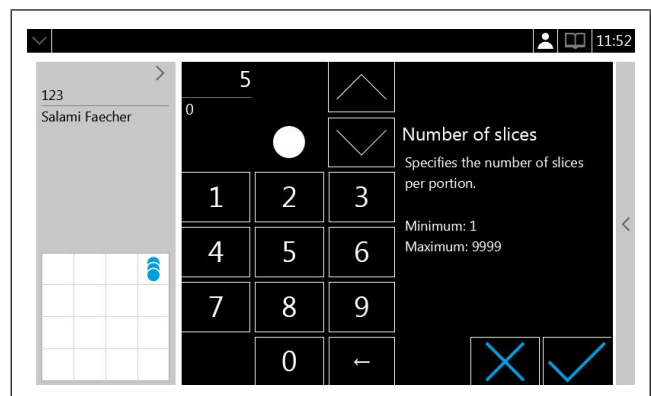 11:52
123
Salami Faecher
5
0
1 2 3
4 5 6
7 8 9
0 ←
Number of slices
Specifies the number of slices
per portion.
Minimum: 1
Maximum: 9999